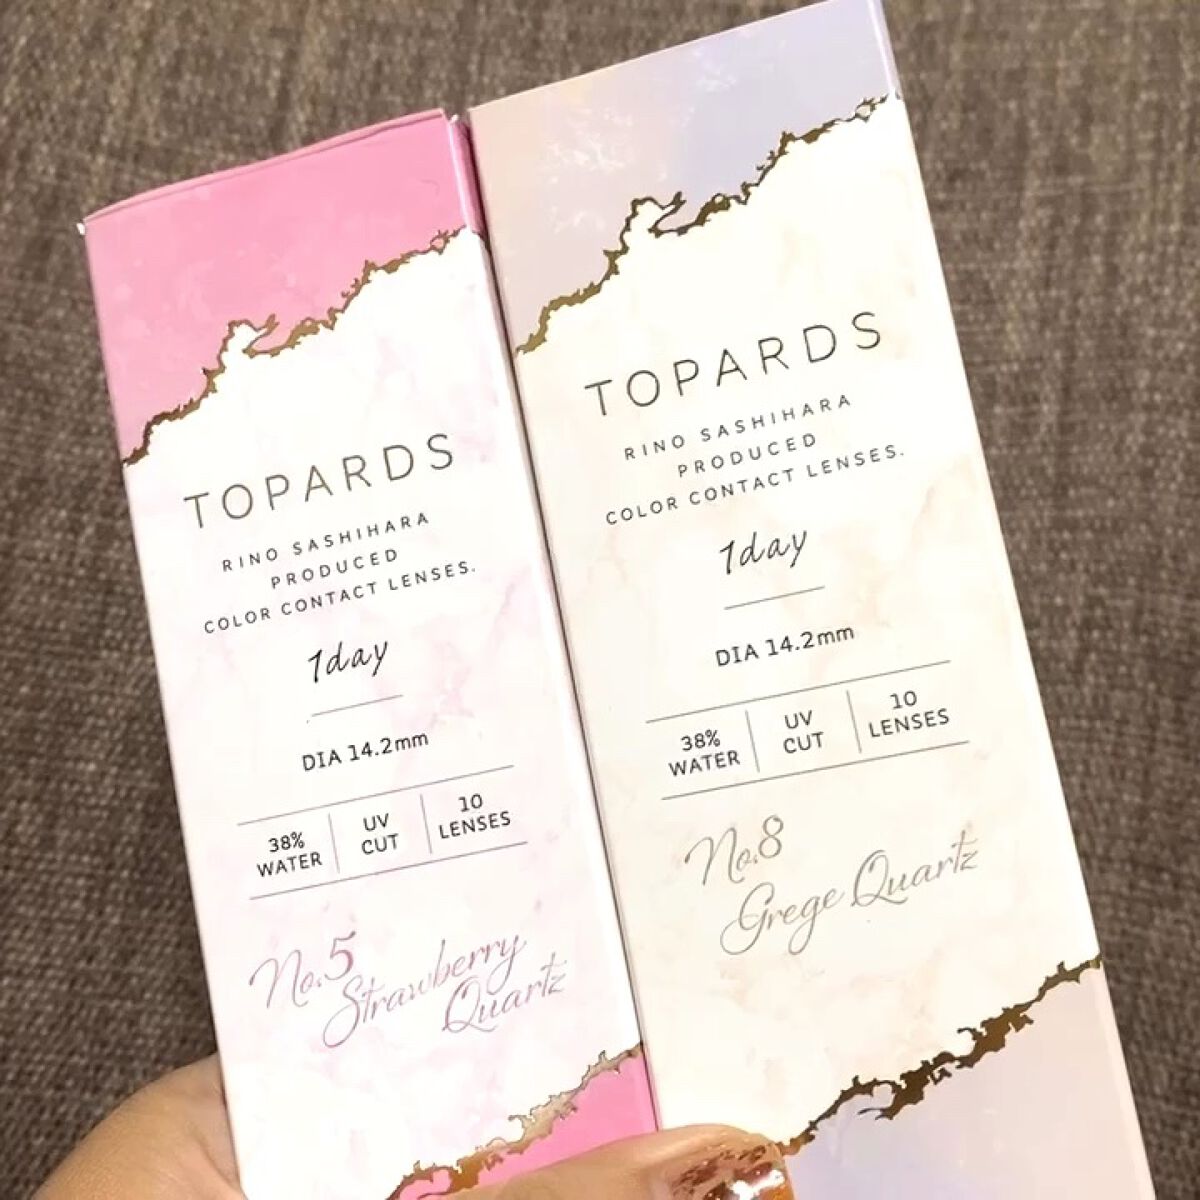 TOPARDS
RINO SASHIHARA
PRODUCED
COLOR CONTACT LENSES.
1day
DIA 14.2mm
38%
WATER
UV
CUT
10
LENSES
No.5
Strawberry
Quartz
TOPARDS
RINO SASHIHARA
PRODUCED
COLOR CONTACT LENSES.
1day
DIA 14.2mm
38%
WATER
UV
CUT
10
LENSES
No.8
Grege Quartz